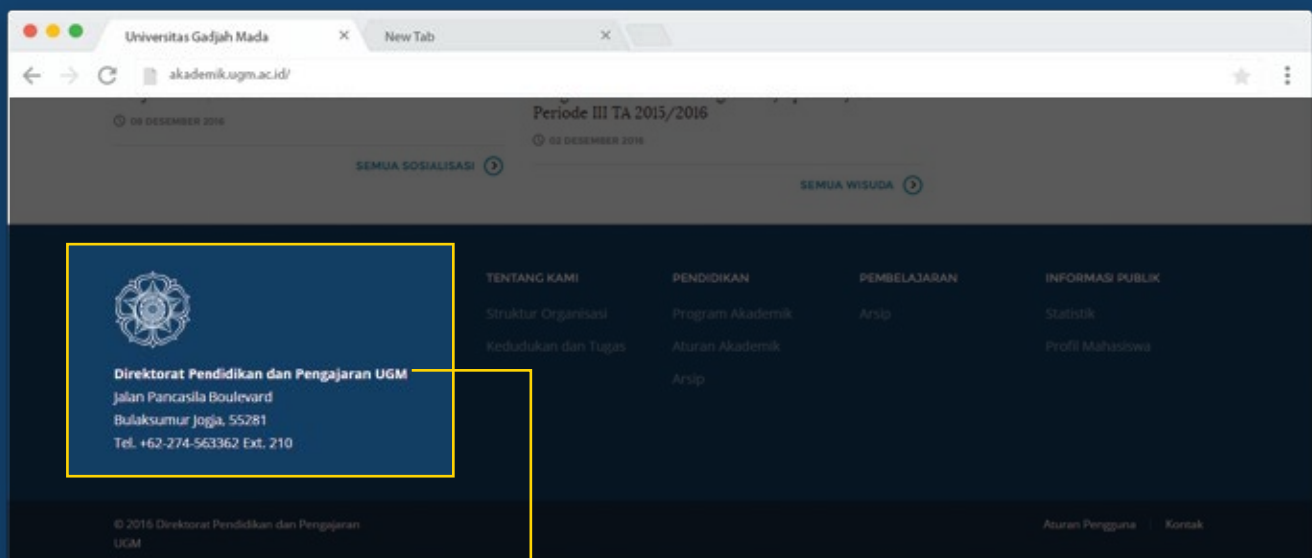 Universitas Gadjah Mada
New Tab
akademik.ugm.ac.id/
08 DESEMBER 2016
SEMUA SOSIALISASI
Periode III TA 2015/2016
02 DESEMBER 2016
SEMUA WISUDA
Direktorat Pendidikan dan Pengajaran UGM
Jalan Pancasila Boulevard
Bulaksumur Jogja, 55281
Tel. +62-274-563362 Ext. 210
TENTANG KAMI
Struktur Organisasi
Kedudukan dan Tugas
PENDIDIKAN
Program Akademik
Aturan Akademik
Arsip
PEMBELAJARAN
Arsip
INFORMASI PUBLIK
Statistik
Profil Mahasiswa
© 2016 Direktorat Pendidikan dan Pengajaran
UGM
Aturan Pengguna
Kontak